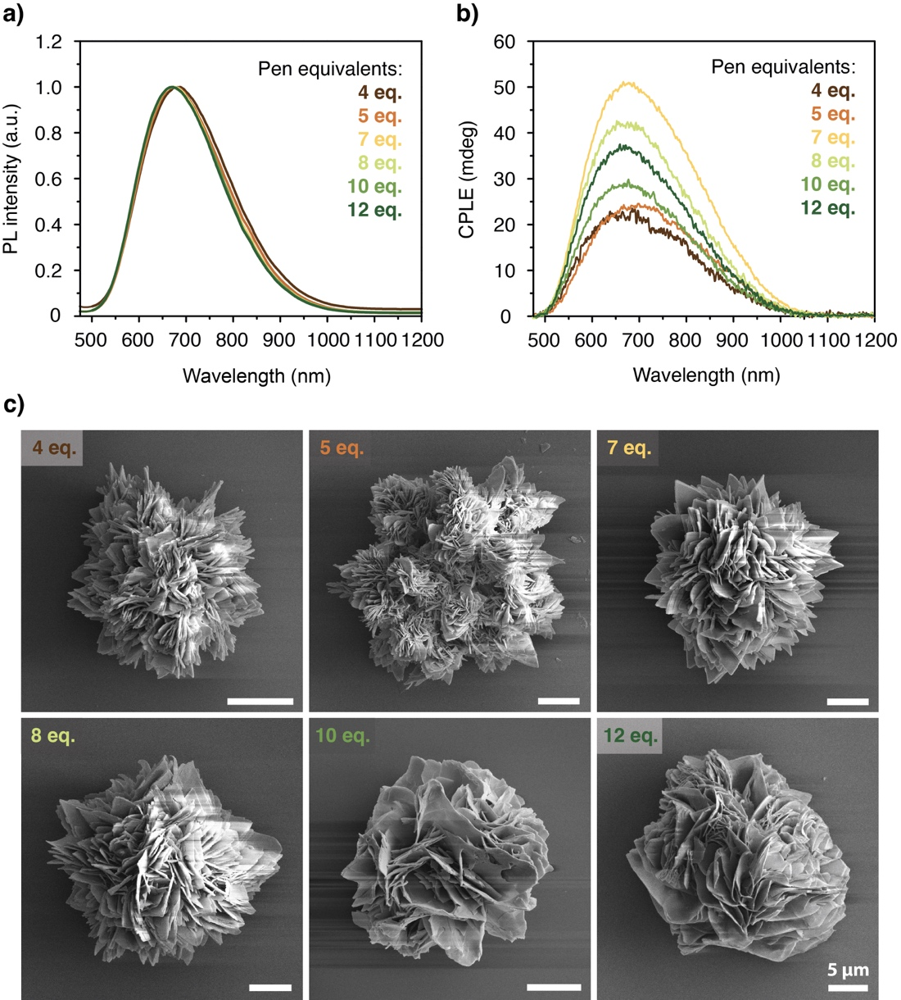 a)
1.2
1.0
0.8
0.6
0.4
0.2
0
PL intensity (a.u.)
Pen equivalents:
4 eq.
5 eq.
7 eq.
8 eq.
10 eq.
12 eq.
500 600 700 800 900 1000 1100 1200
Wavelength (nm)
b)
60
50
40
30
20
10
0
CPLE (mdeg)
Pen equivalents:
4 eq.
5 eq.
7 eq.
8 eq.
10 eq.
12 eq.
500 600 700 800 900 1000 1100 1200
Wavelength (nm)
c)
4 eq.
5 eq.
7 eq.
8 eq.
10 eq.
12 eq.
5 µm